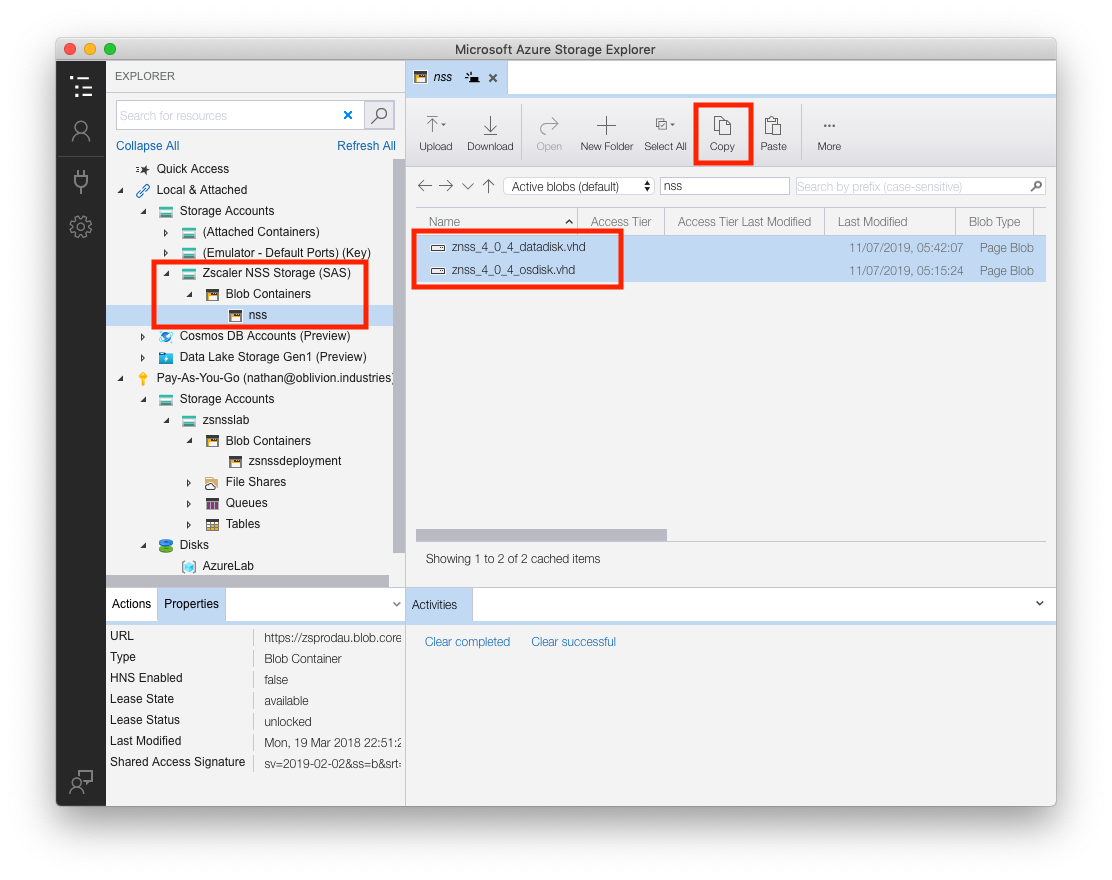 Microsoft Azure Storage Explorer
EXPLORER
Search for resources
Collapse All
Refresh All
Quick Access
Local & Attached
Storage Accounts
(Attached Containers)
(Emulator - Default Ports) (Key)
Zscaler NSS Storage (SAS)
Blob Containers
nss
Cosmos DB Accounts (Preview)
Data Lake Storage Gen1 (Preview)
Pay-As-You-Go (nathan@oblivion.industries)
Storage Accounts
zsnsslab
Blob Containers
zsnssdeployment
File Shares
Queues
Tables
Disks
AzureLab
Actions
Properties
URL https://zsprodau.blob.core
Type Blob Container
HNS Enabled false
Lease State available
Lease Status unlocked
Last Modified Mon, 19 Mar 2018 22:51:2
Shared Access Signature sv=2019-02-02&ss=b&srt=
nss
Upload Download Open New Folder Select All Copy Paste More
Active blobs (default) nss Search by prefix (case-sensitive)
Name Access Tier Access Tier Last Modified Last Modified Blob Type
znss_4_0_4_datadisk.vhd 11/07/2019, 05:42:07 Page Blob
znss_4_0_4_osdisk.vhd 11/07/2019, 05:15:24 Page Blob
Showing 1 to 2 of 2 cached items
Activities
Clear completed Clear successful